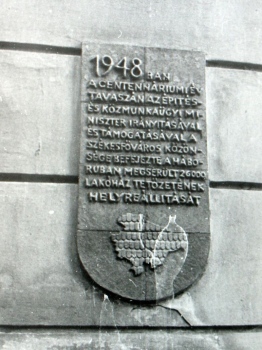 1948 BAN
A CENTENNÁRIUMI ÉV
TAVASZÁN AZ ÉPÍTÉS-
ÉS KÖZMUNKAÜGYI MI-
NISZTER IRÁNYÍTÁSÁVAL
ÉS TÁMOGATÁSÁVAL A
SZÉKESFŐVÁROS KÖZÖN-
SÉGE BEFEJEZTE A HÁBO-
RUBAN MEGSÉRÜLT 26000
LAKÓHÁZ TETŐZETÉNEK
HELYREÁLLÍTÁSÁT